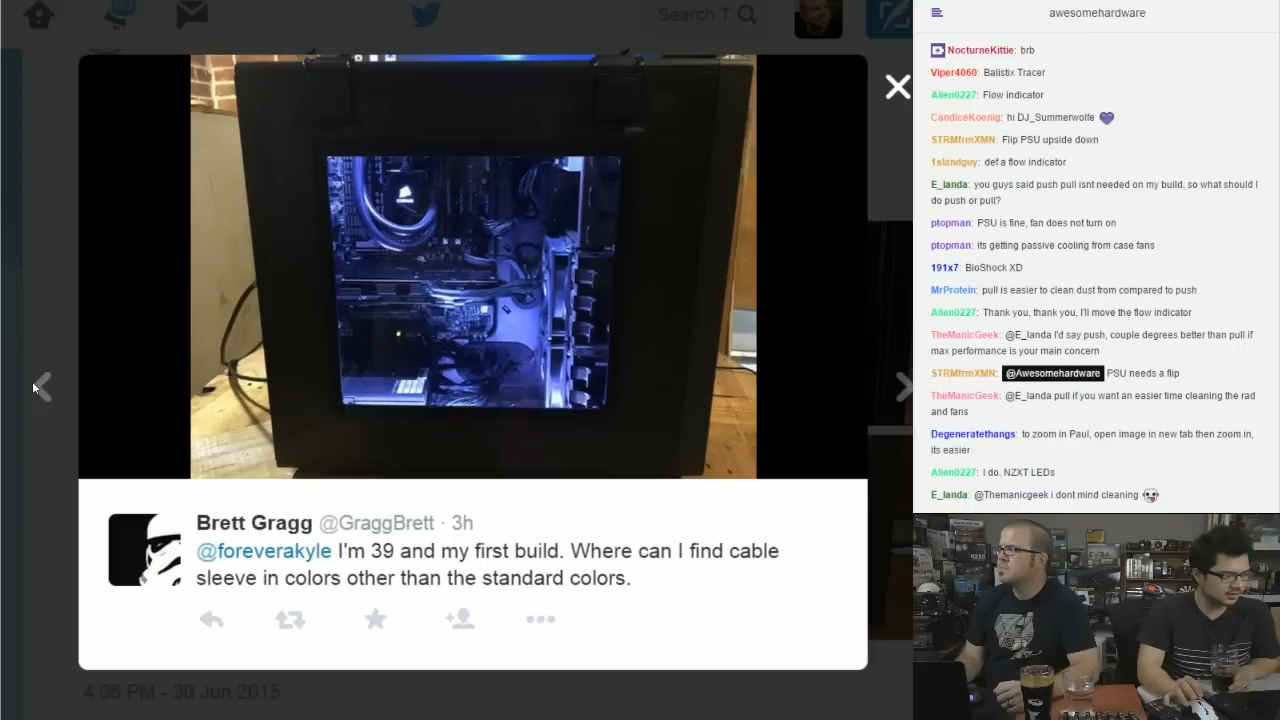 Search T
Brett Gragg @GraggBrett · 3h
@foreverakyle I'm 39 and my first build. Where can I find cable
sleeve in colors other than the standard colors.
4:08 PM - 30 Jun 2015
awesomehardware
NocturneKittie: brb
Viper4060: Balistix Tracer
Alien0227: Flow indicator
CandiceKoenig: hi DJ_Summerwolfe
STRMfrmXMN: Flip PSU upside down
1slandguy: def a flow indicator
E_landa: you guys said push pull isnt needed on my build, so what should I
do push or pull?
ptopman: PSU is fine, fan does not turn on
ptopman: its getting passive cooling from case fans
191x7: BioShock XD
MrProtein: pull is easier to clean dust from compared to push
Alien0227: Thank you, thank you, I'll move the flow indicator
TheManicGeek: @E_landa I'd say push, couple degrees better than pull if
max performance is your main concern
STRMfrmXMN: @Awesomehardware PSU needs a flip
TheManicGeek: @E_landa pull if you want an easier time cleaning the rad
and fans
Degeneratethangs: to zoom in Paul, open image in new tab then zoom in,
its easier
Alien0227: I do, NZXT LEDs
E_landa: @Themanicgeek i dont mind cleaning